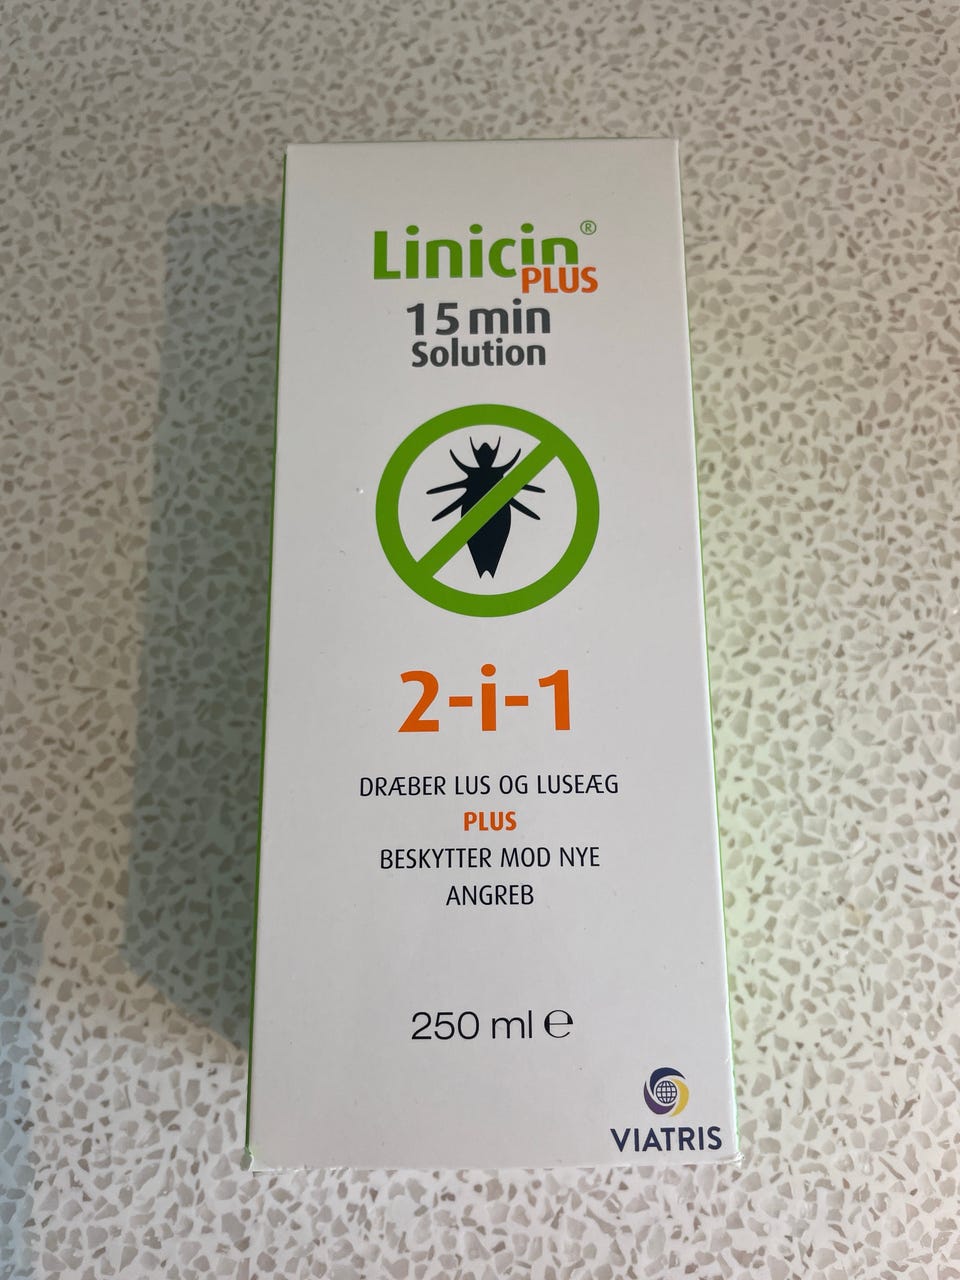 Linicin®
PLUS
15 min
Solution
2-i-1
DRÆBER LUS OG LUSEÆG
PLUS
BESKYTTER MOD NYE
ANGREB
250 ml ℮
VIATRIS